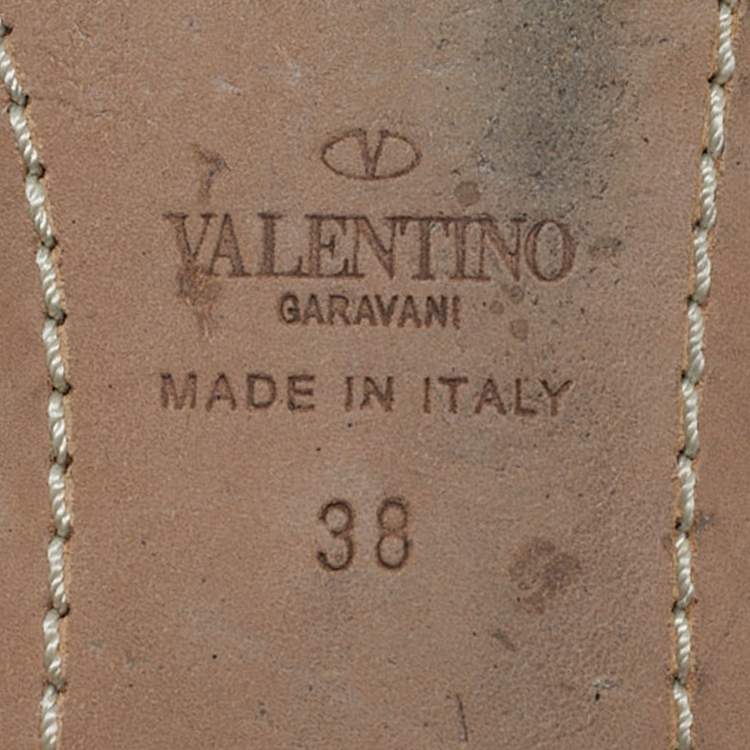 V
VALENTINO
GARAVANI
MADE IN ITALY
38